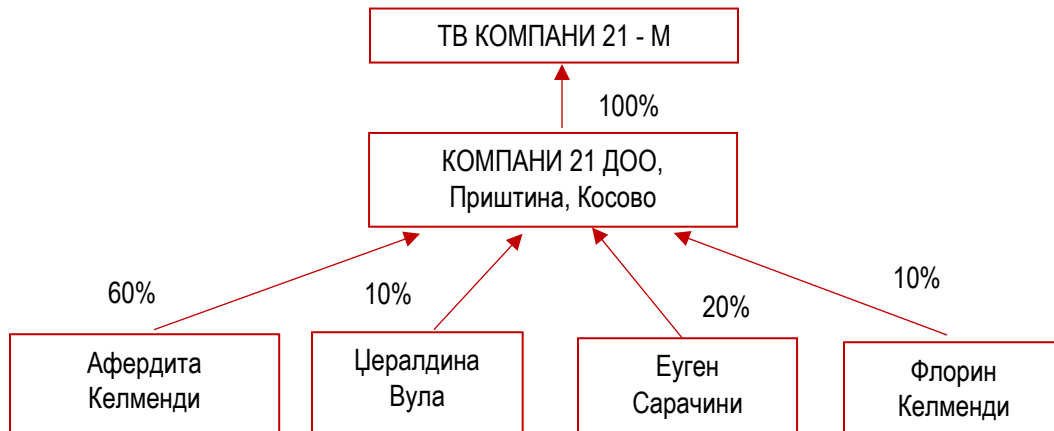 ТВ КОМПАНИ 21 - М
100%
КОМПАНИ 21 ДОО,
Приштина, Косово
60%
10%
20%
10%
Афердита
Келменди
Џералдина
Вула
Еуген
Сарачини
Флорин
Келменди